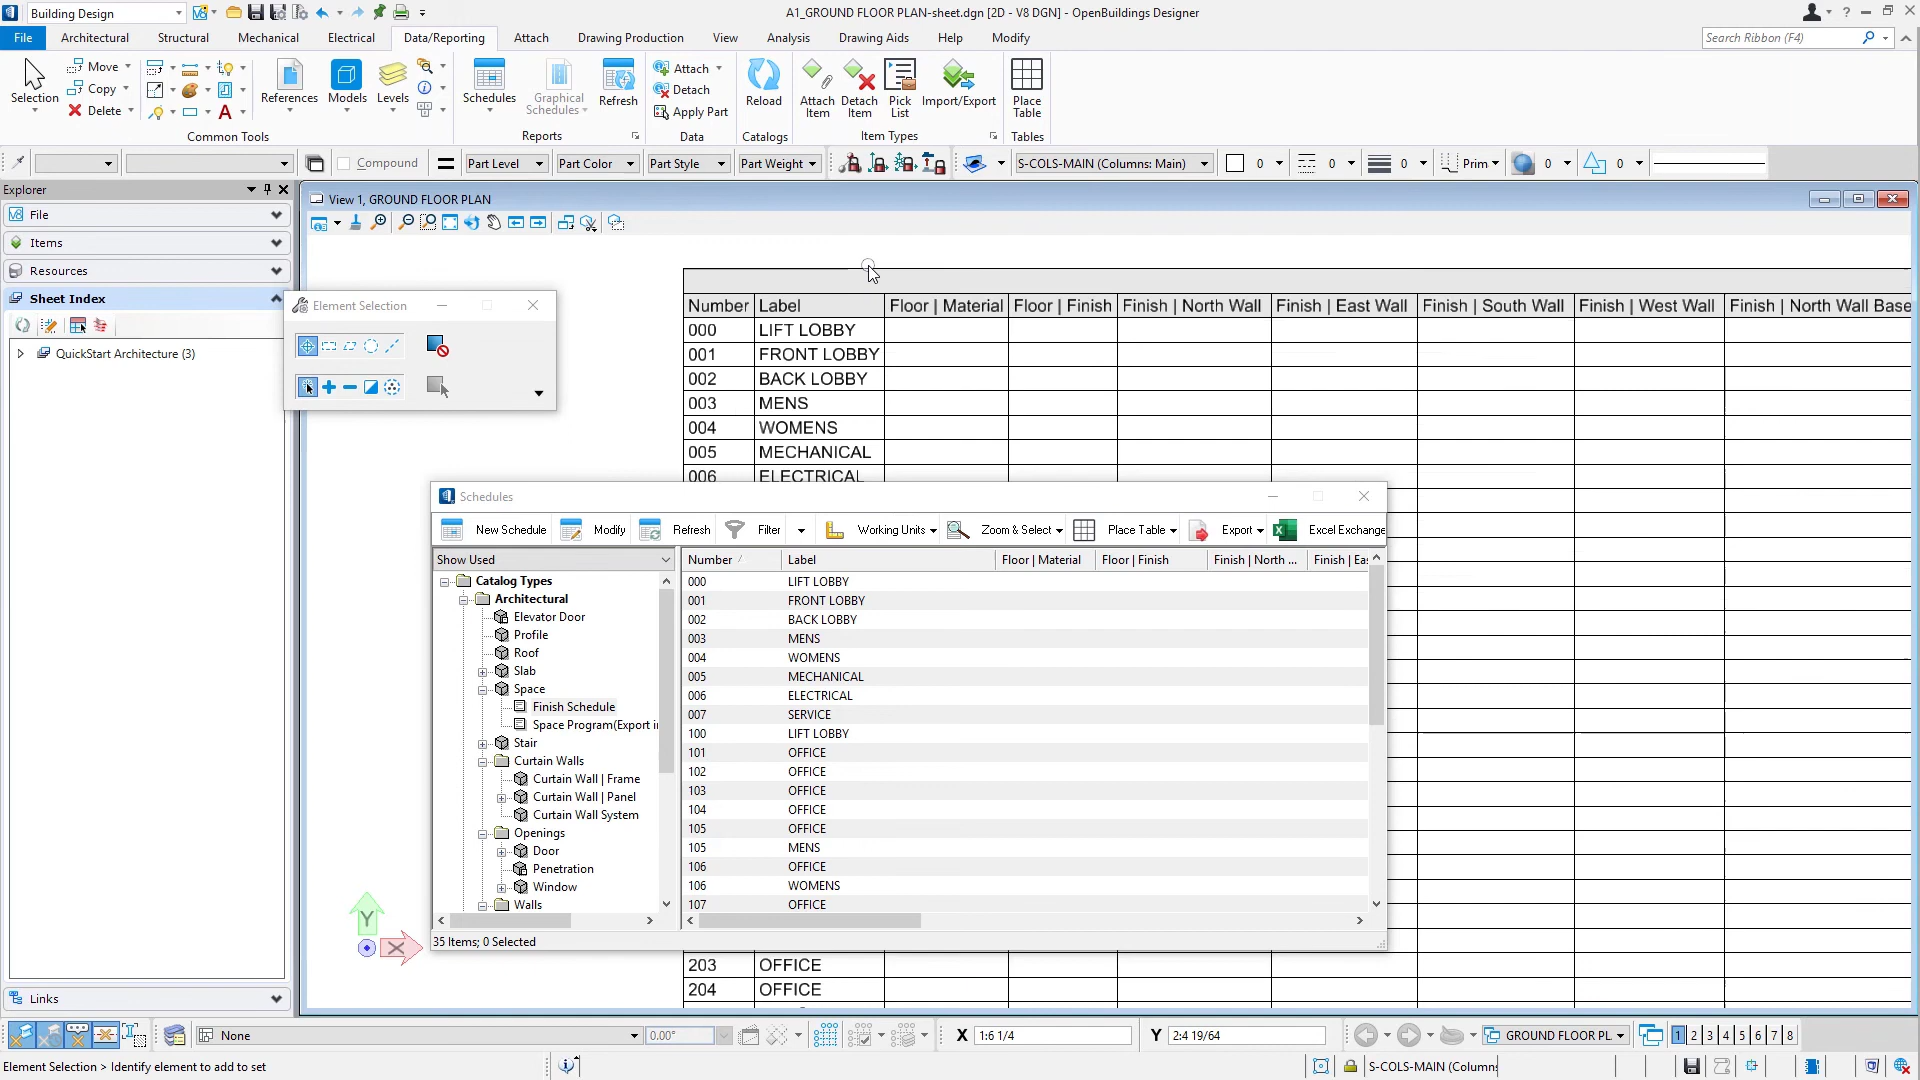 Building Design
A1_GROUND FLOOR PLAN-sheet.dgn [2D - V8 DGN] - OpenBuildings Designer
File Architectural Structural Mechanical Electrical Data/Reporting Attach Drawing Production View Analysis Drawing Aids Help Modify Search Ribbon (F4)
Selection Move Copy Delete References Models Levels Common Tools
Schedules Graphical Schedules Refresh Reports
Attach Detach Apply Part Data
Reload Catalogs
Attach Item Detach Item Pick List Import/Export Item Types
Place Table Tables
Compound Part Level Part Color Part Style Part Weight S-COLS-MAIN (Columns: Main) 0 0 0 Prim 0 0
Explorer
File
Items
Resources
Sheet Index
QuickStart Architecture (3)
Links
View 1, GROUND FLOOR PLAN
Element Selection
Number Label Floor | Material Floor | Finish Finish | North Wall Finish | East Wall Finish | South Wall Finish | West Wall Finish | North Wall Base
000 LIFT LOBBY
001 FRONT LOBBY
002 BACK LOBBY
003 MENS
004 WOMENS
005 MECHANICAL
006 ELECTRICAL
Schedules
New Schedule Modify Refresh Filter Working Units Zoom & Select Place Table Export Excel Exchange
Show Used
Catalog Types
Architectural
Elevator Door
Profile
Roof
Slab
Space
Finish Schedule
Space Program(Export i
Stair
Curtain Walls
Curtain Wall | Frame
Curtain Wall | Panel
Curtain Wall System
Openings
Door
Penetration
Window
Walls
Number Label Floor | Material Floor | Finish Finish | North ... Finish | Ea
000 LIFT LOBBY
001 FRONT LOBBY
002 BACK LOBBY
003 MENS
004 WOMENS
005 MECHANICAL
006 ELECTRICAL
007 SERVICE
100 LIFT LOBBY
101 OFFICE
102 OFFICE
103 OFFICE
104 OFFICE
105 OFFICE
105 MENS
106 OFFICE
106 WOMENS
107 OFFICE
35 Items; 0 Selected
203 OFFICE
204 OFFICE
Y
X
None 0.00° X 1:6 1/4 Y 2:4 19/64 GROUND FLOOR PL 1 2 3 4 5 6 7 8
Element Selection > Identify element to add to set S-COLS-MAIN (Column